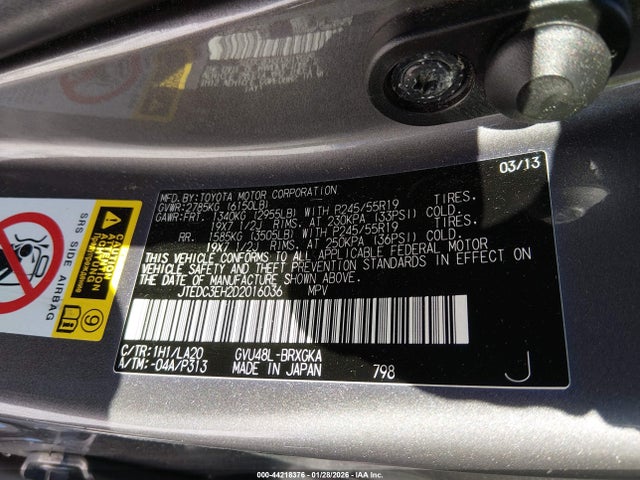 03/13
MFD.BY:TOYOTA MOTOR CORPORATION
GVWR:2785KG (6150LB)
GAWR:FRT. 1340KG (2955LB) WITH P245/55R19 TIRES.
19X7 1/2J RIMS. AT 230KPA (33PSI) COLD.
RR. 1585KG (3505LB) WITH P245/55R19 TIRES.
19X7 1/2J RIMS. AT 250KPA (36PSI) COLD.
THIS VEHICLE CONFORMS TO ALL APPLICABLE FEDERAL MOTOR
VEHICLE SAFETY AND THEFT PREVENTION STANDARDS IN EFFECT ON
THE DATE OF MANUFACTURE SHOWN ABOVE.
JTEDC3EH2D2016036 MPV
C/TR:1H1/LA20 GVU48L-BRXGKA
A/TM:-04A/P313 MADE IN JAPAN 798 J
SRS SIDE AIRBAG
CAUTION
9
000-44218376 - 01/28/2026 - IAA Inc.